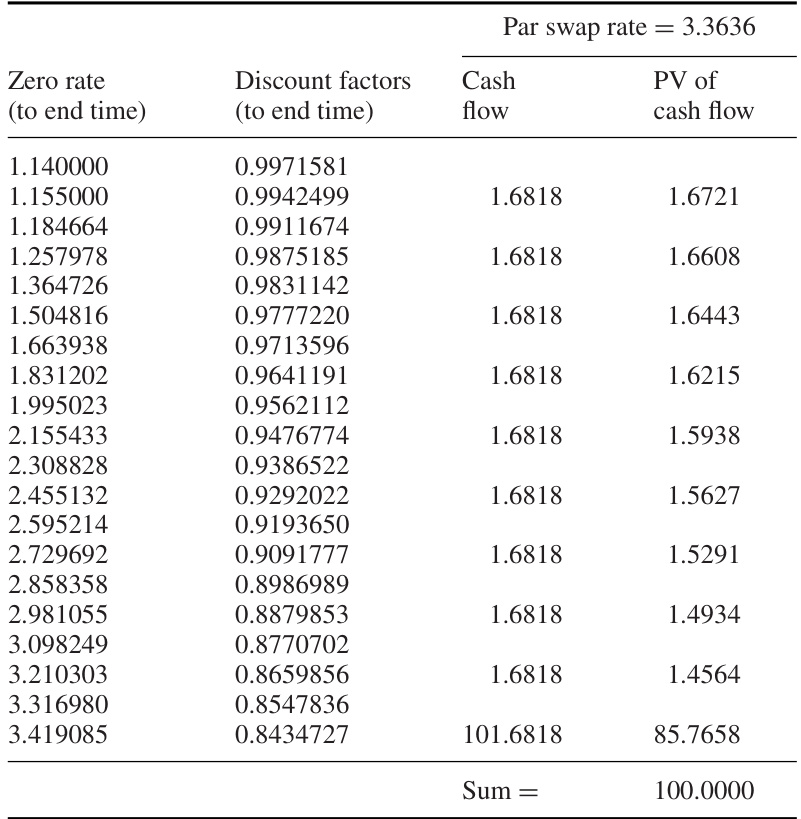 Par swap rate = 3.3636
Zero rate Discount factors Cash PV of
(to end time) (to end time) flow cash flow
1.140000 0.9971581
1.155000 0.9942499 1.6818 1.6721
1.184664 0.9911674
1.257978 0.9875185 1.6818 1.6608
1.364726 0.9831142
1.504816 0.9777220 1.6818 1.6443
1.663938 0.9713596
1.831202 0.9641191 1.6818 1.6215
1.995023 0.9562112
2.155433 0.9476774 1.6818 1.5938
2.308828 0.9386522
2.455132 0.9292022 1.6818 1.5627
2.595214 0.9193650
2.729692 0.9091777 1.6818 1.5291
2.858358 0.8986989
2.981055 0.8879853 1.6818 1.4934
3.098249 0.8770702
3.210303 0.8659856 1.6818 1.4564
3.316980 0.8547836
3.419085 0.8434727 101.6818 85.7658
Sum = 100.0000